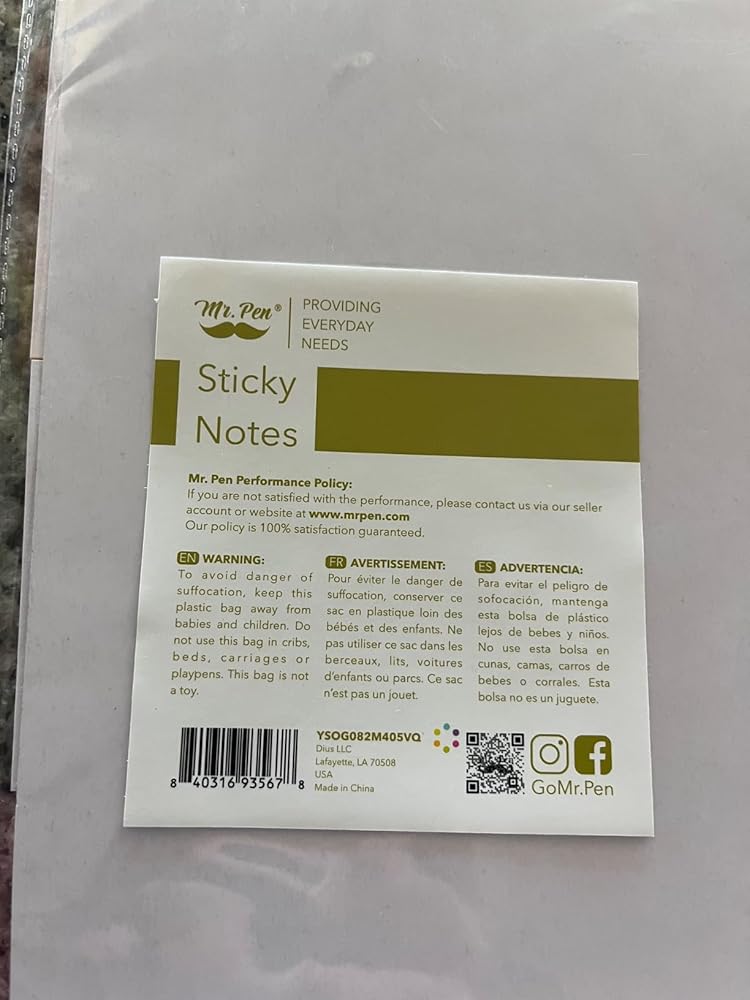 Mr. Pen®
PROVIDING
EVERYDAY
NEEDS
Sticky
Notes
Mr. Pen Performance Policy:
If you are not satisfied with the performance, please contact us via our seller
account or website at www.mrpen.com
Our policy is 100% satisfaction guaranteed.
EN WARNING:
To avoid danger of
suffocation, keep this
plastic bag away from
babies and children. Do
not use this bag in cribs,
beds, carriages or
playpens. This bag is not
a toy.
FR AVERTISSEMENT:
Pour éviter le danger de
suffocation, conserver ce
sac en plastique loin des
bébés et des enfants. Ne
pas utiliser ce sac dans les
berceaux, lits, voitures
d'enfants ou parcs. Ce sac
n'est pas un jouet.
ES ADVERTENCIA:
Para evitar el peligro de
sofocación, mantenga
esta bolsa de plástico
lejos de bebes y niños.
No use esta bolsa en
cunas, camas, carros de
bebes o corrales. Esta
bolsa no es un juguete.
8 40316 93567 8
YSOG082M405VQ
Dius LLC
Lafayette, LA 70508
USA
Made in China
GoMr.Pen